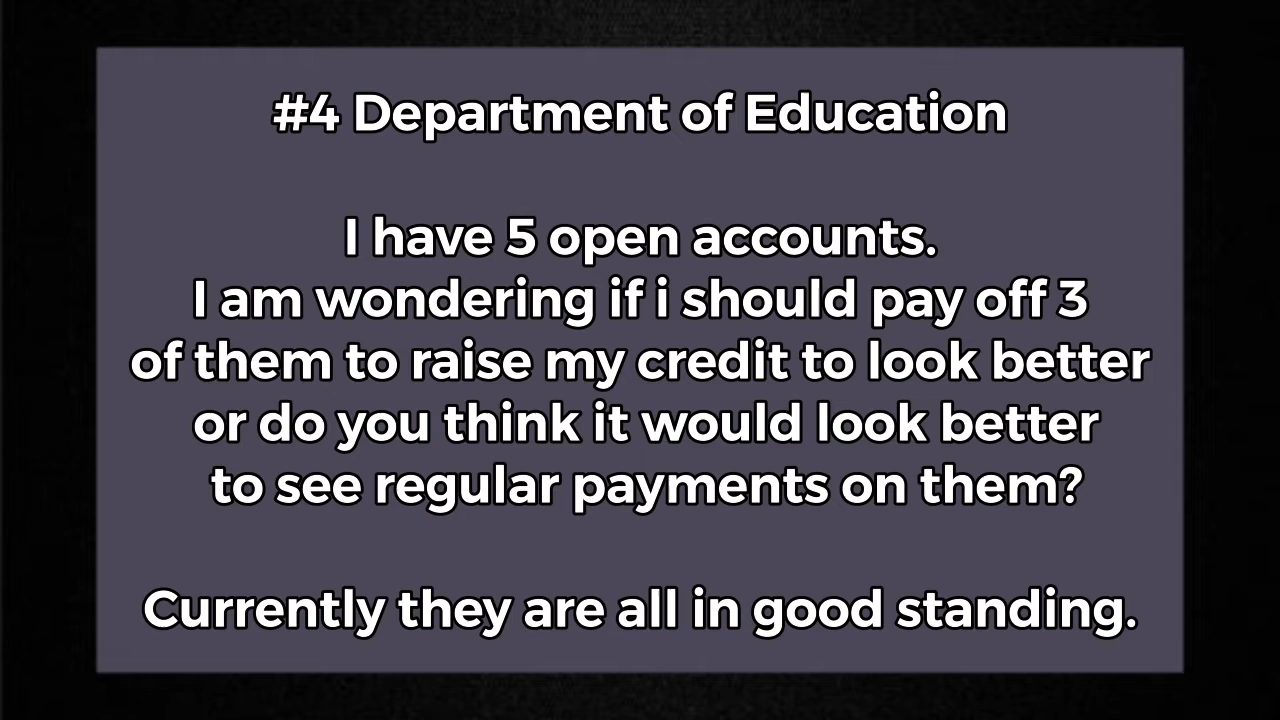 #4 Department of Education
I have 5 open accounts.
I am wondering if i should pay off 3
of them to raise my credit to look better
or do you think it would look better
to see regular payments on them?
Currently they are all in good standing.